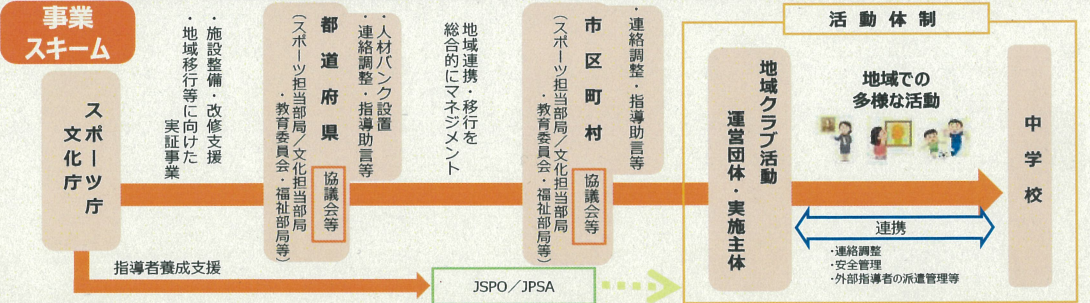 事業
スキーム
スポーツ庁
文化庁
・施設整備・改修支援
・地域移行等に向けた
実証事業
都道府県
(スポーツ担当部局/文化担当部局
・教育委員会・福祉部局等)
協議会等
・人材バンク設置
・連絡調整・指導助言等
地域連携・移行を
総合的にマネジメント
市区町村
(スポーツ担当部局/文化担当部局
・教育委員会・福祉部局等)
協議会等
・連絡調整・指導助言等
活動体制
地域クラブ活動
運営団体・実施主体
地域での
多様な活動
連携
・連絡調整
・安全管理
・外部指導者の派遣管理等
中学校
指導者養成支援
JSPO/JPSA